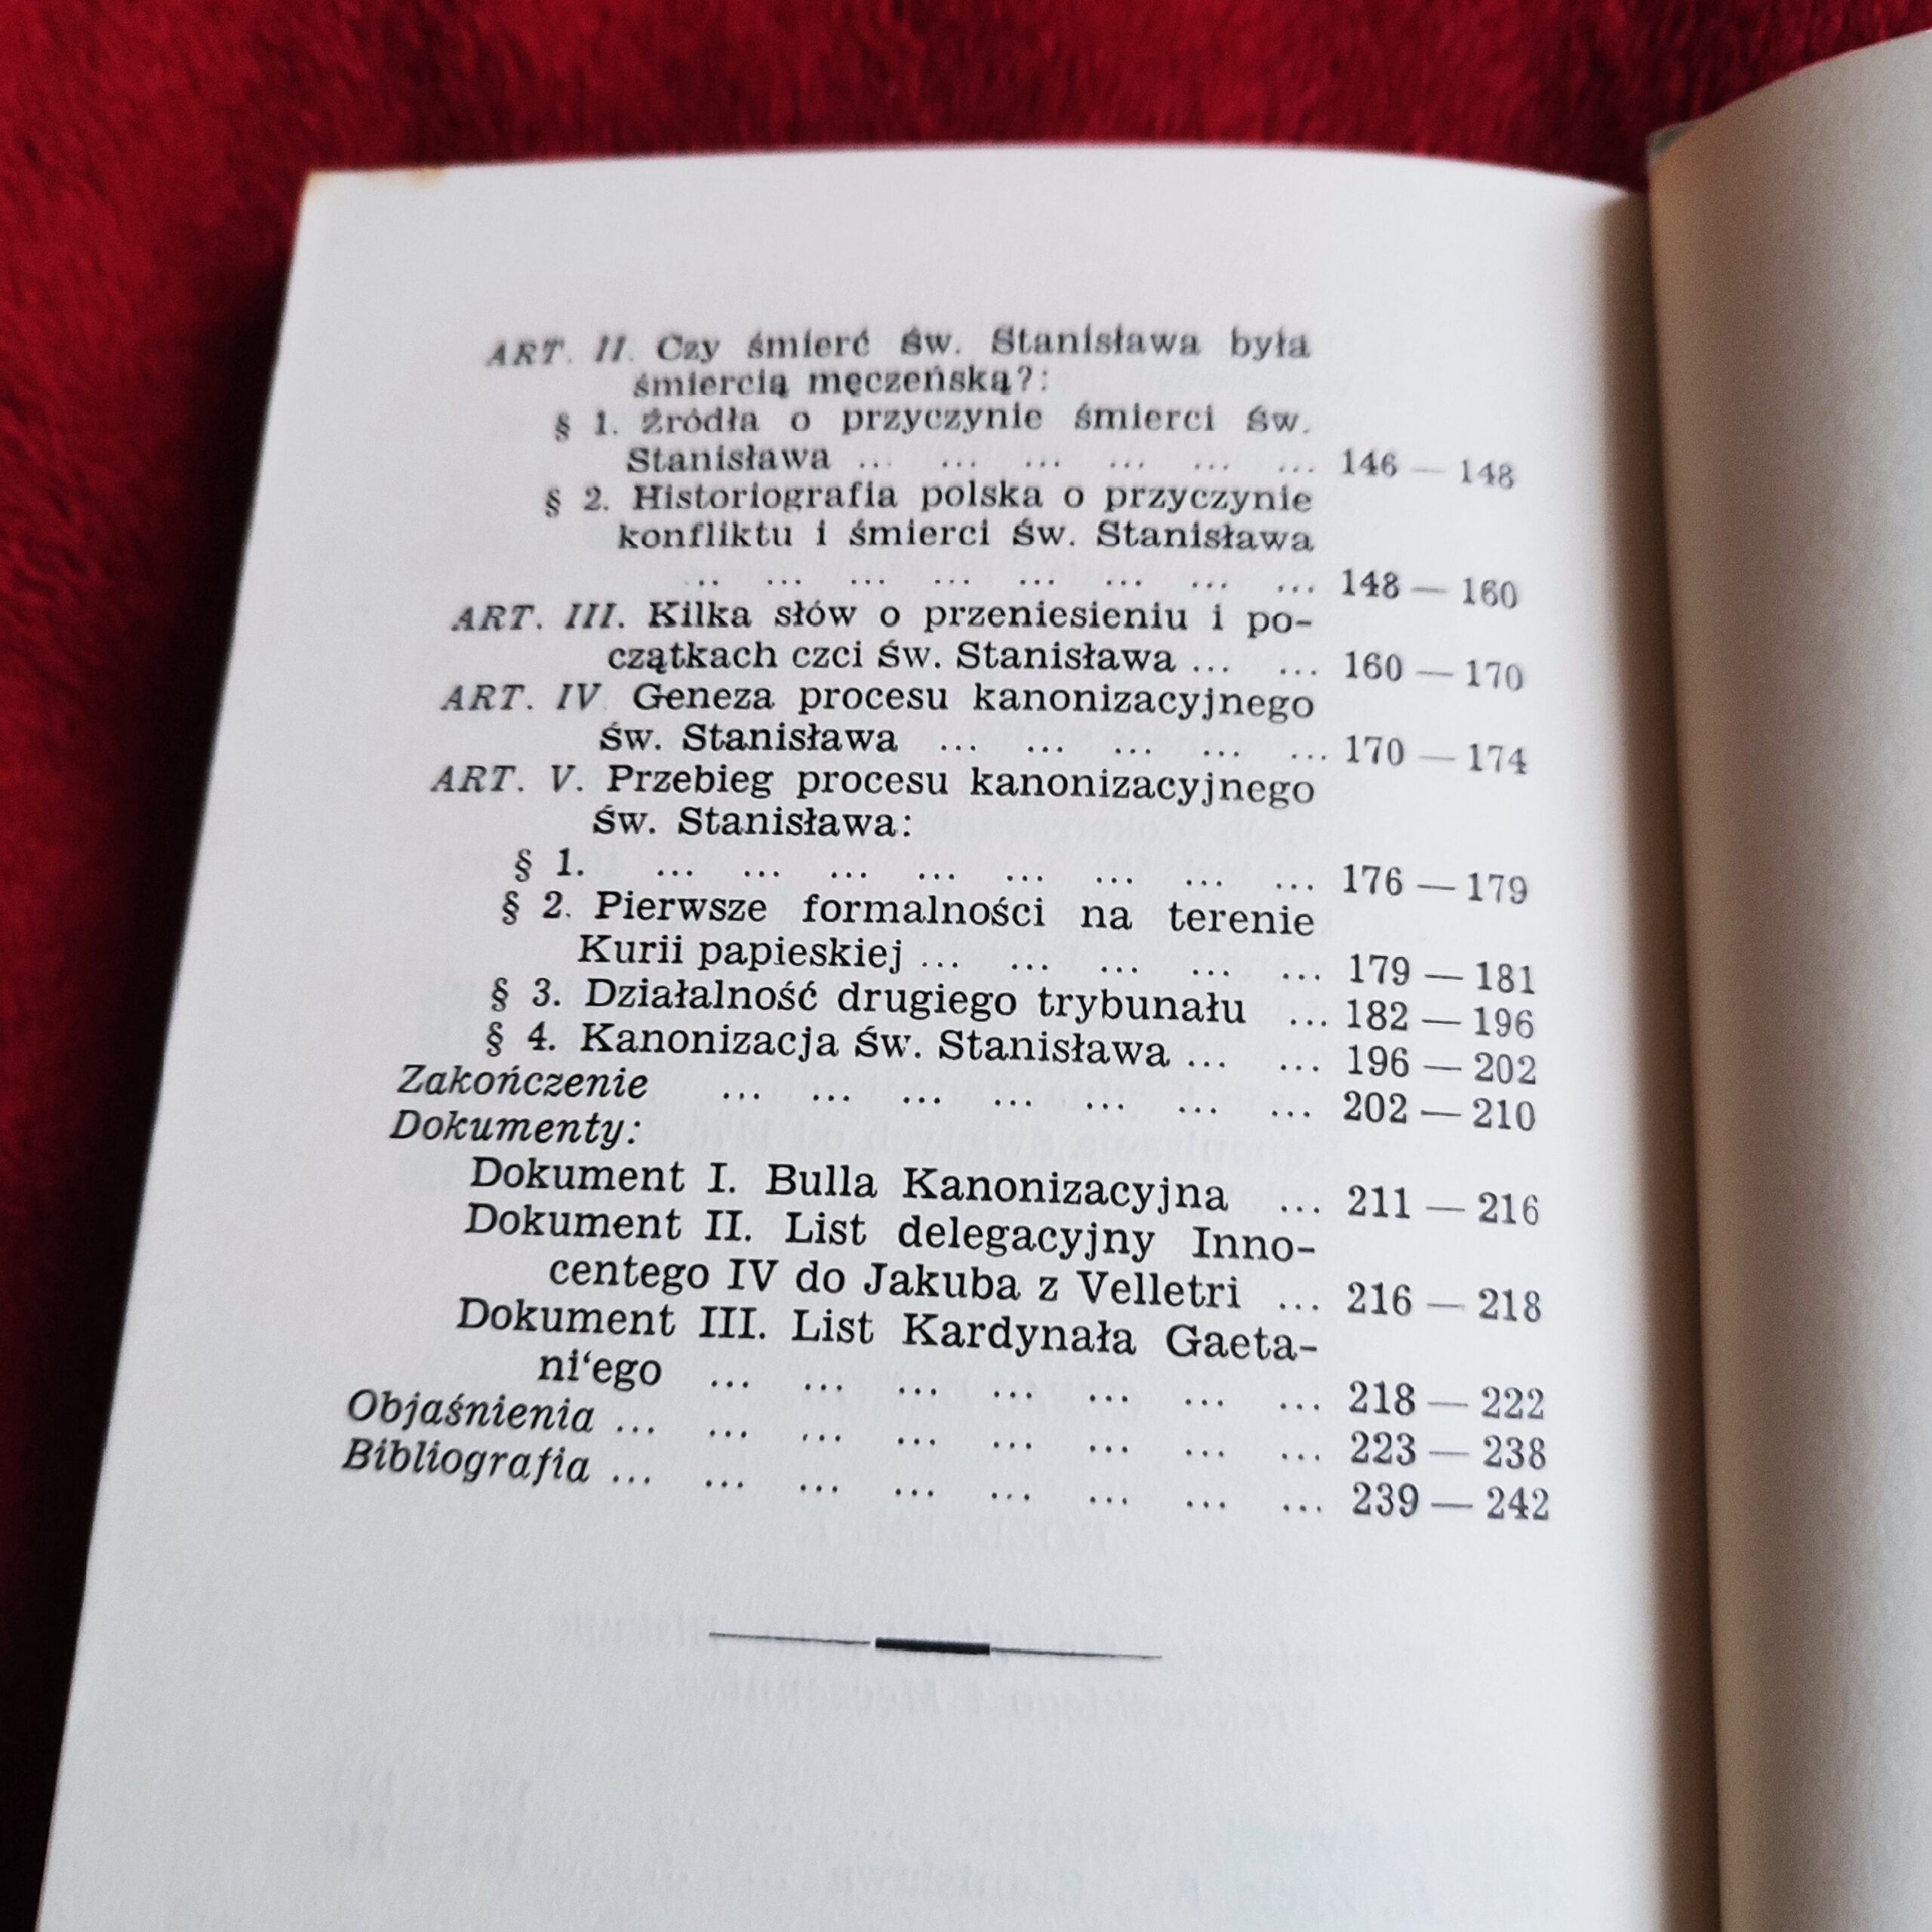 ART. II. Czy śmierć św. Stanisława była
śmiercią męczeńską?:
§ 1. Źródła o przyczynie śmierci św.
Stanisława ... ... ... ... ... ... 146 — 148
§ 2. Historiografia polska o przyczynie
konfliktu i śmierci św. Stanisława
.. ... ... ... ... ... ... ... 148 — 160
ART. III. Kilka słów o przeniesieniu i po-
czątkach czci św. Stanisława ... ... 160 — 170
ART. IV Geneza procesu kanonizacyjnego
św. Stanisława ... ... ... ... ... 170 — 174
ART. V. Przebieg procesu kanonizacyjnego
św. Stanisława:
§ 1. ... ... ... ... ... ... ... ... 176 — 179
§ 2. Pierwsze formalności na terenie
Kurii papieskiej ... ... ... ... ... 179 — 181
§ 3. Działalność drugiego trybunału ... 182 — 196
§ 4. Kanonizacja św. Stanisława ... ... 196 — 202
Zakończenie ... ... ... ... ... ... ... 202 — 210
Dokumenty:
Dokument I. Bulla Kanonizacyjna ... 211 — 216
Dokument II. List delegacyjny Inno-
centego IV do Jakuba z Velletri ... 216 — 218
Dokument III. List Kardynała Gaeta-
ni‘ego ... ... ... ... ... ... ... 218 — 222
Objaśnienia ... ... ... ... ... ... ... ... 223 — 238
Bibliografia ... ... ... ... ... ... ... ... 239 — 242